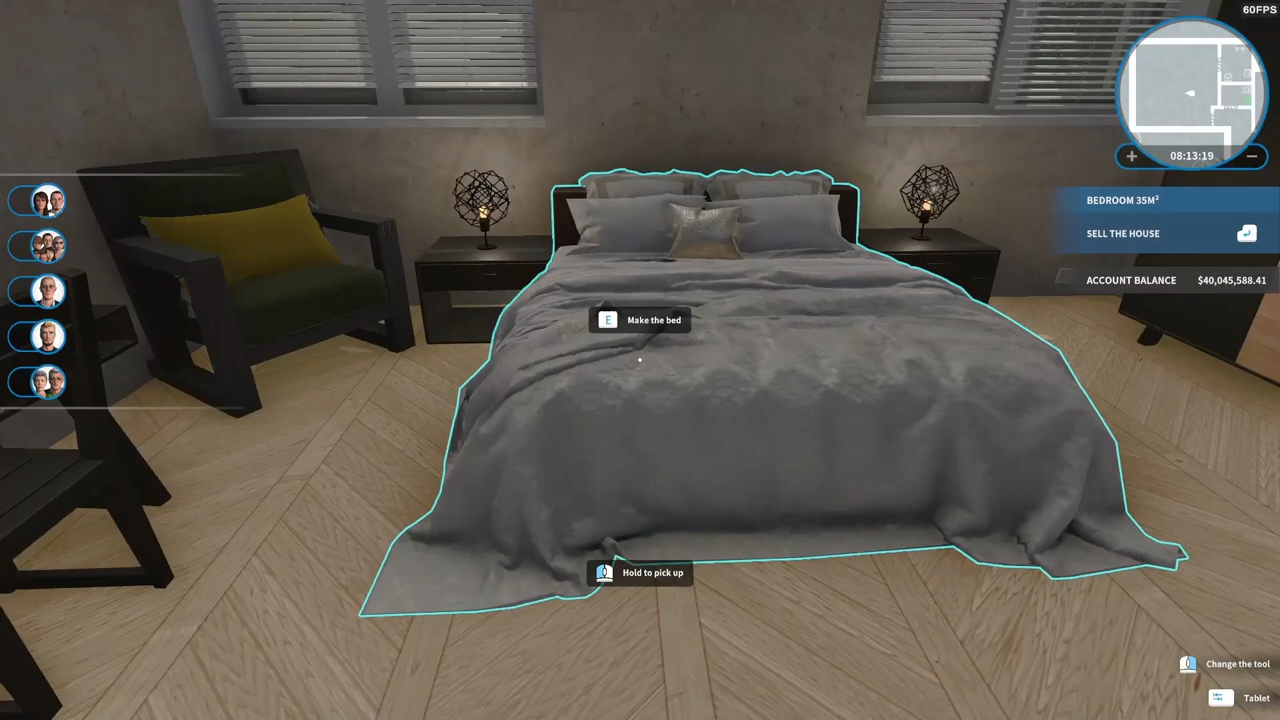 60FPS
+ 08:13:19 −
BEDROOM 35M²
SELL THE HOUSE
ACCOUNT BALANCE $40,045,588.41
E Make the bed
Hold to pick up
Change the tool
Tablet